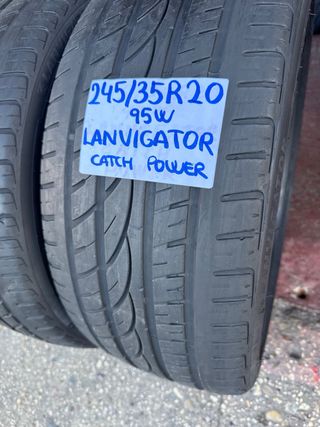 245/35R20
95W
LANVIGATOR
CATCH POWER